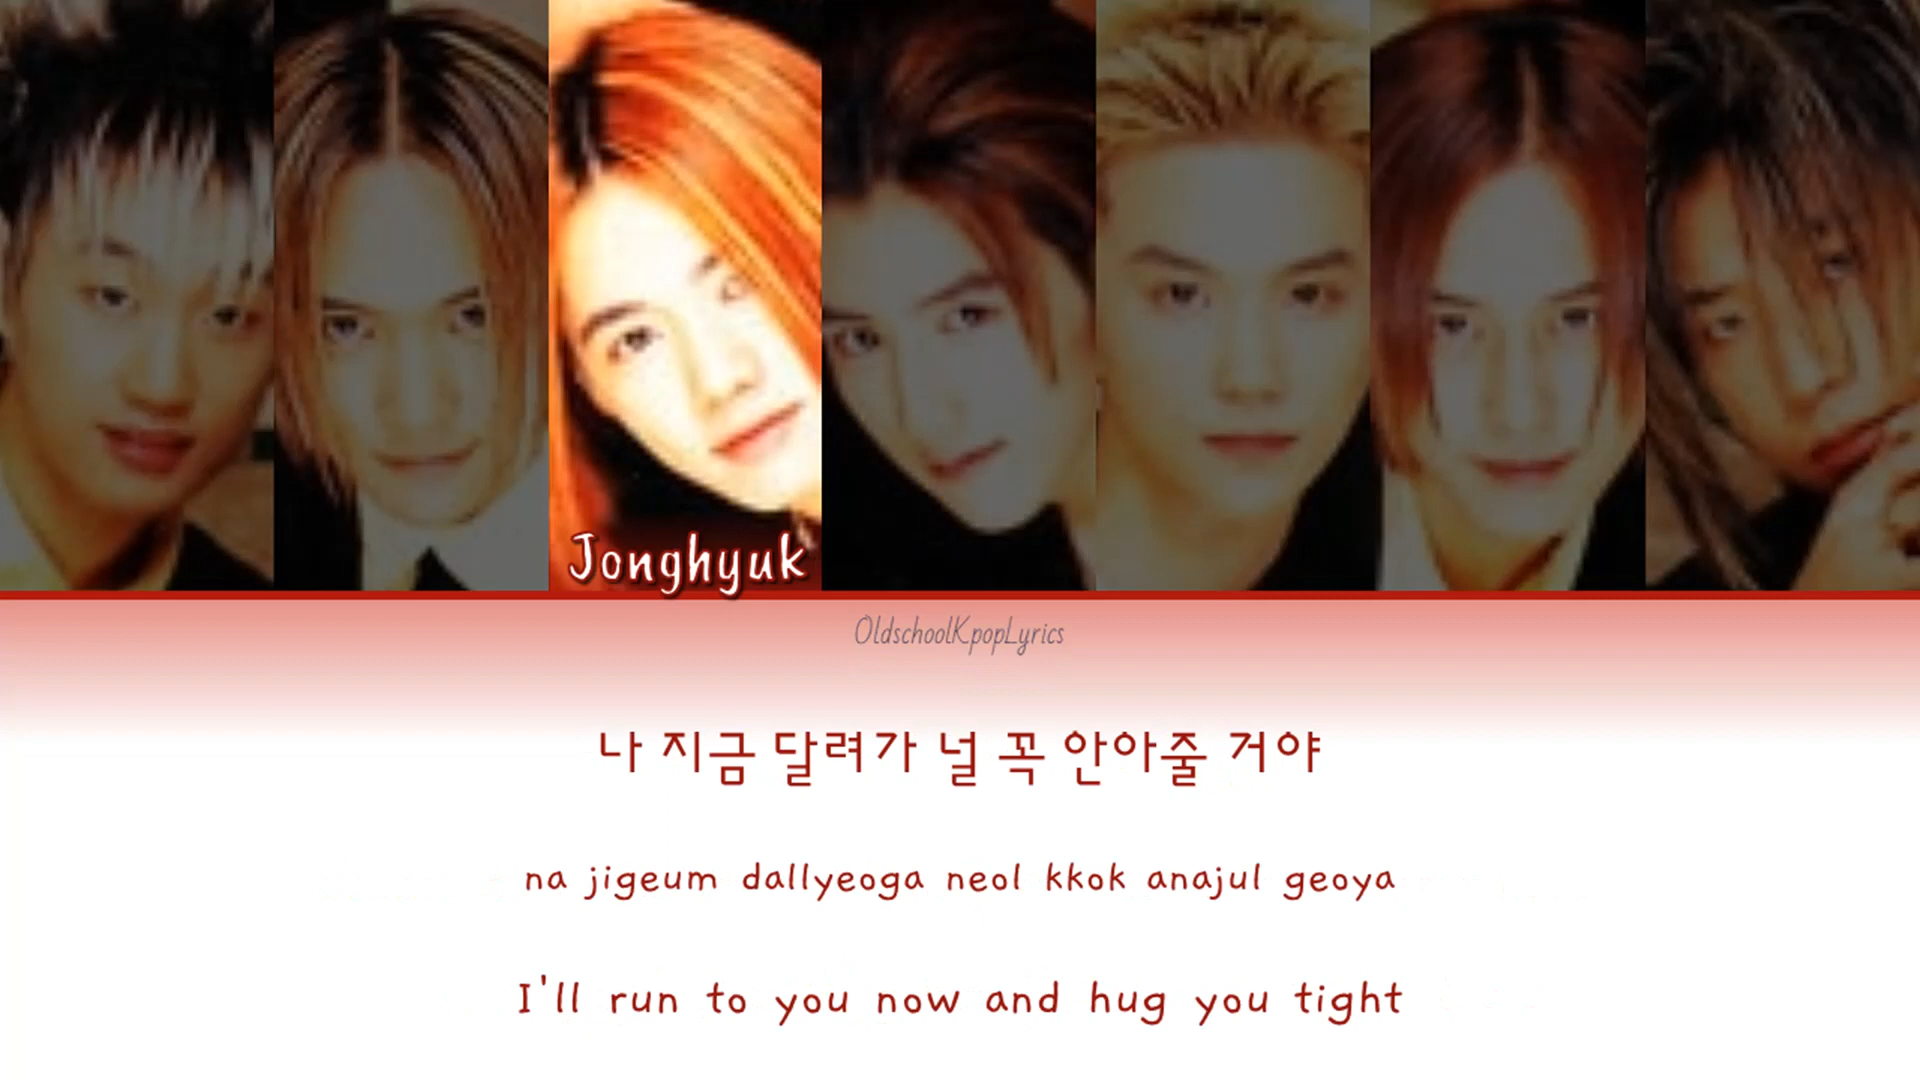 Jonghyuk
OldschoolKpopLyrics
나 지금 달려가 널 꼭 안아줄 거야
na jigeum dallyeoga neol kkok anajul geoya
I'll run to you now and hug you tight